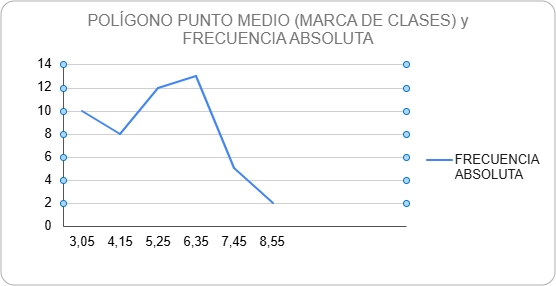 POLÍGONO PUNTO MEDIO (MARCA DE CLASES) y
FRECUENCIA ABSOLUTA
14
12
10
8
6
4
2
0
3,05 4,15 5,25 6,35 7,45 8,55
FRECUENCIA
ABSOLUTA